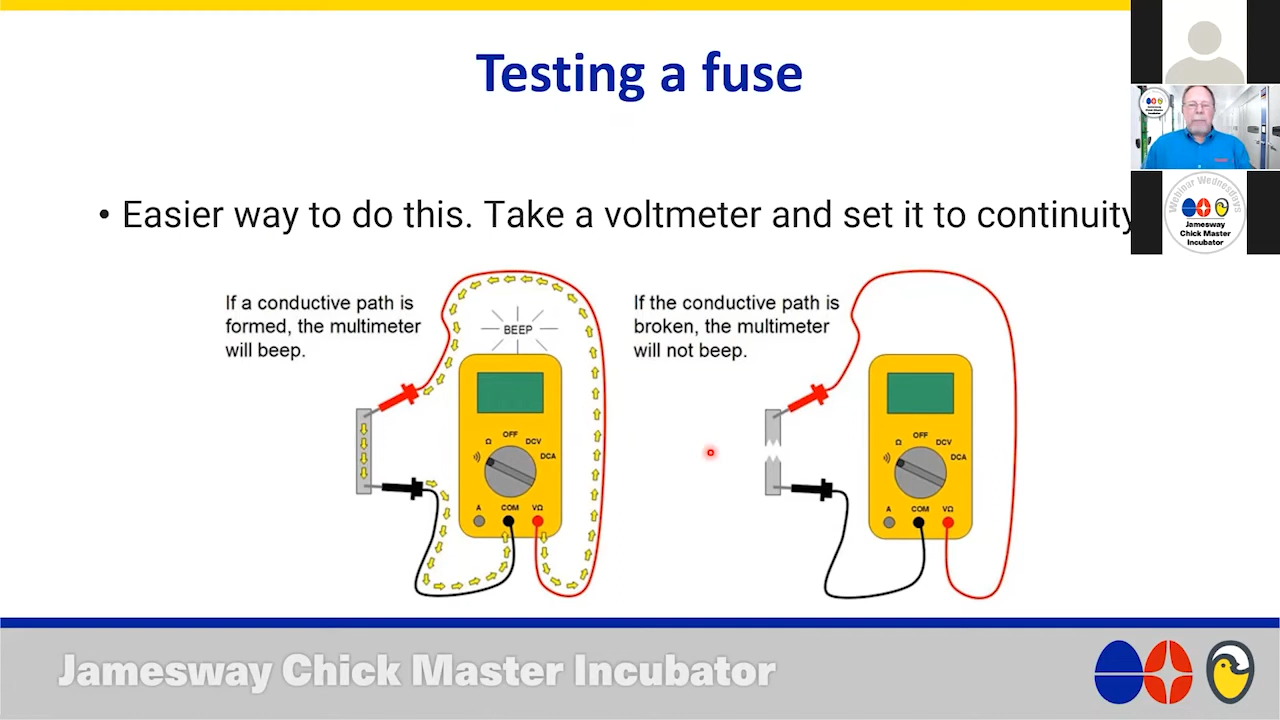 Testing a fuse
• Easier way to do this. Take a voltmeter and set it to continuity
Webinar Wednesdays
Jamesway
Chick Master
Incubator
If a conductive path is
formed, the multimeter
will beep.
BEEP
OFF
Ω
DCV
DCA
A
COM
VΩ
If the conductive path is
broken, the multimeter
will not beep.
OFF
Ω
DCV
DCA
A
COM
VΩ
Jamesway Chick Master Incubator